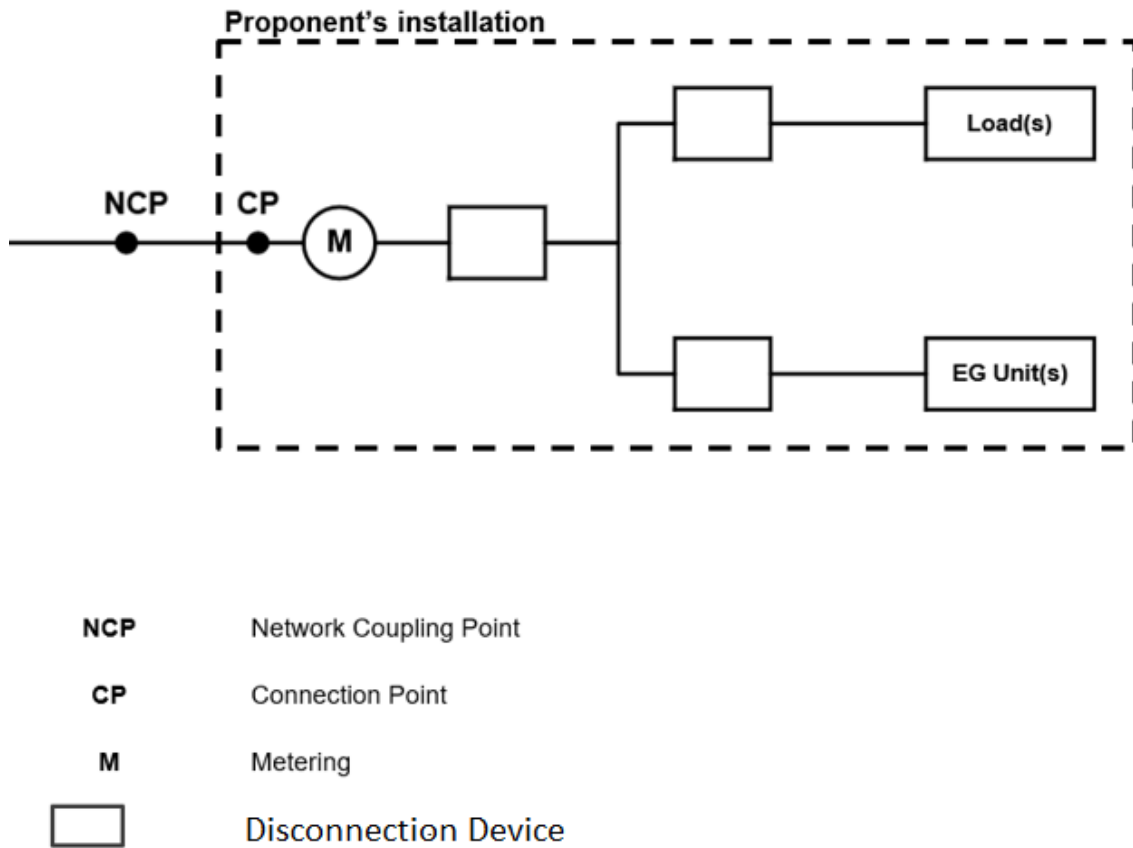 Proponent's installation
Load(s)
NCP
CP
M
EG Unit(s)
NCP Network Coupling Point
CP Connection Point
M Metering
Disconnection Device